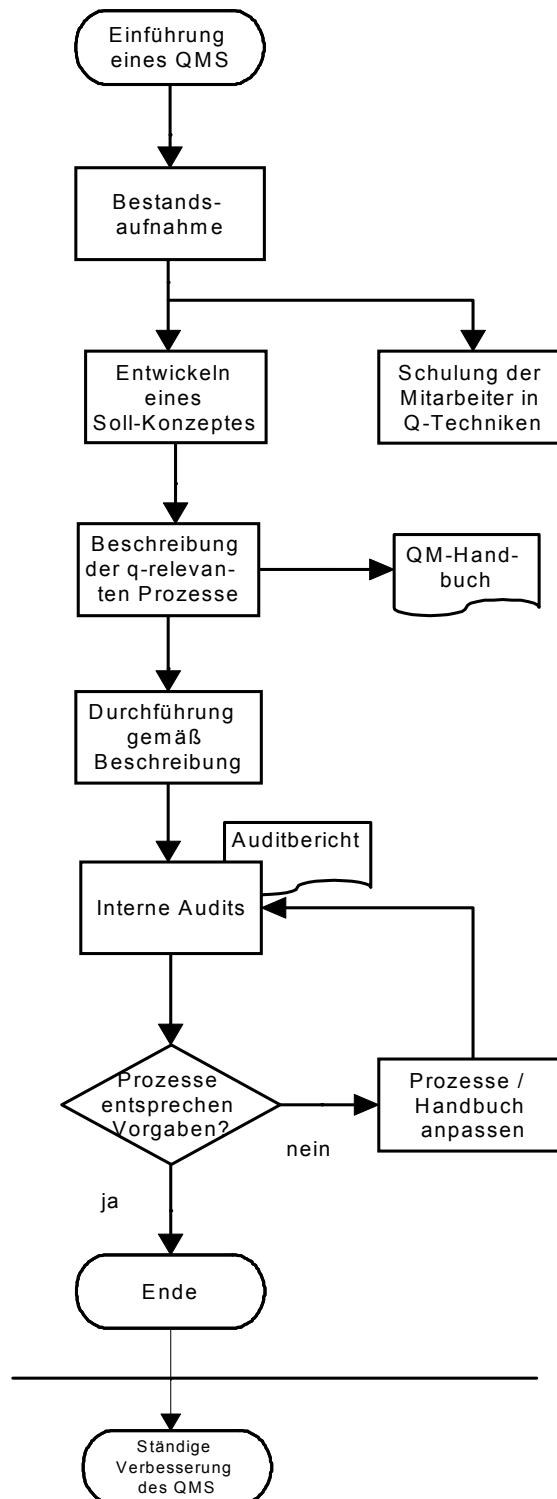 Einführung
eines QMS
Bestands-
aufnahme
Entwickeln
eines
Soll-Konzeptes
Schulung der
Mitarbeiter in
Q-Techniken
Beschreibung
der q-relevan-
ten Prozesse
QM-Hand-
buch
Durchführung
gemäß
Beschreibung
Auditbericht
Interne Audits
Prozesse
entsprechen
Vorgaben?
nein
Prozesse /
Handbuch
anpassen
ja
Ende
Ständige
Verbesserung
des QMS